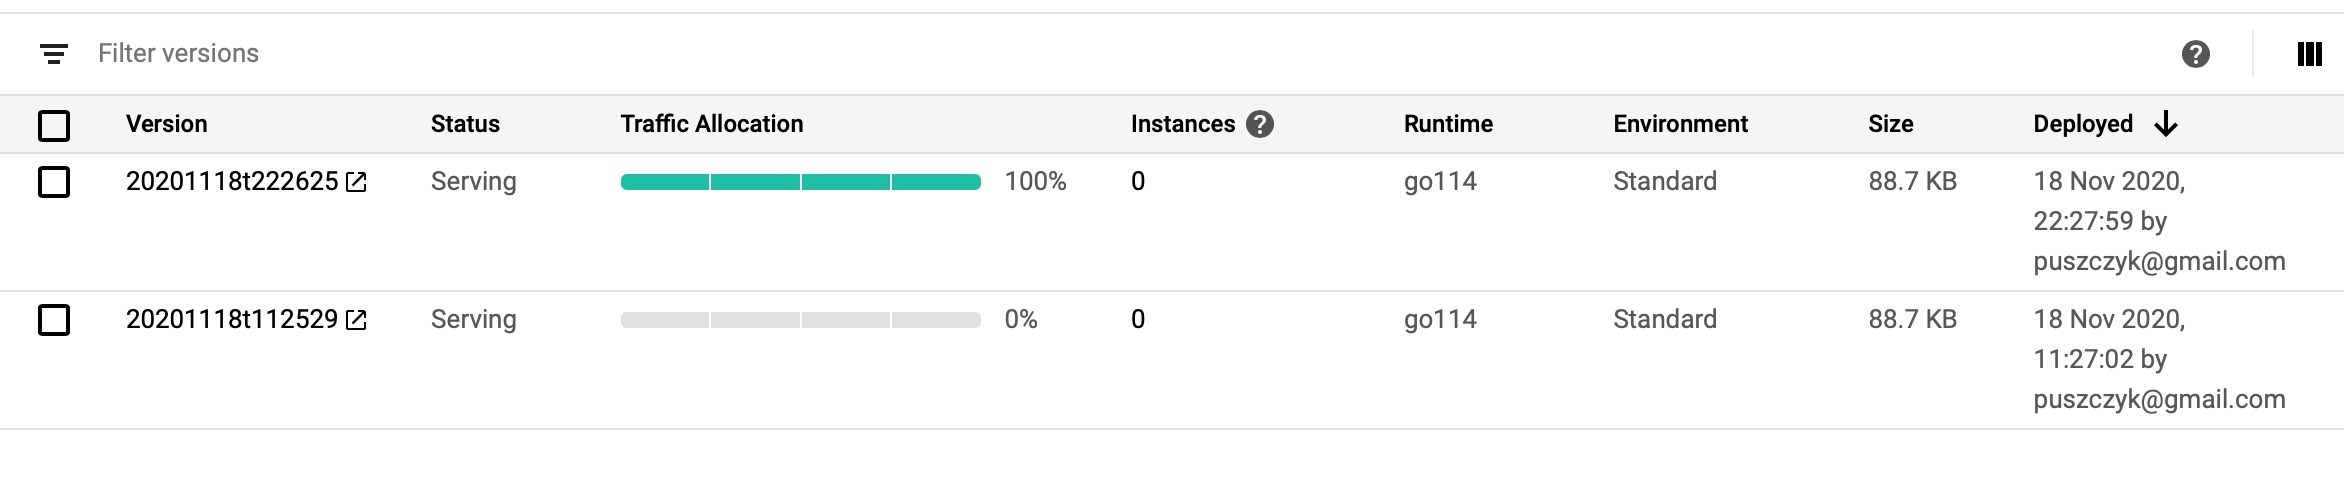 Filter versions
Version Status Traffic Allocation Instances Runtime Environment Size Deployed
20201118t222625 Serving 100% 0 go114 Standard 88.7 KB 18 Nov 2020,
22:27:59 by
puszczyk@gmail.com
20201118t112529 Serving 0% 0 go114 Standard 88.7 KB 18 Nov 2020,
11:27:02 by
puszczyk@gmail.com